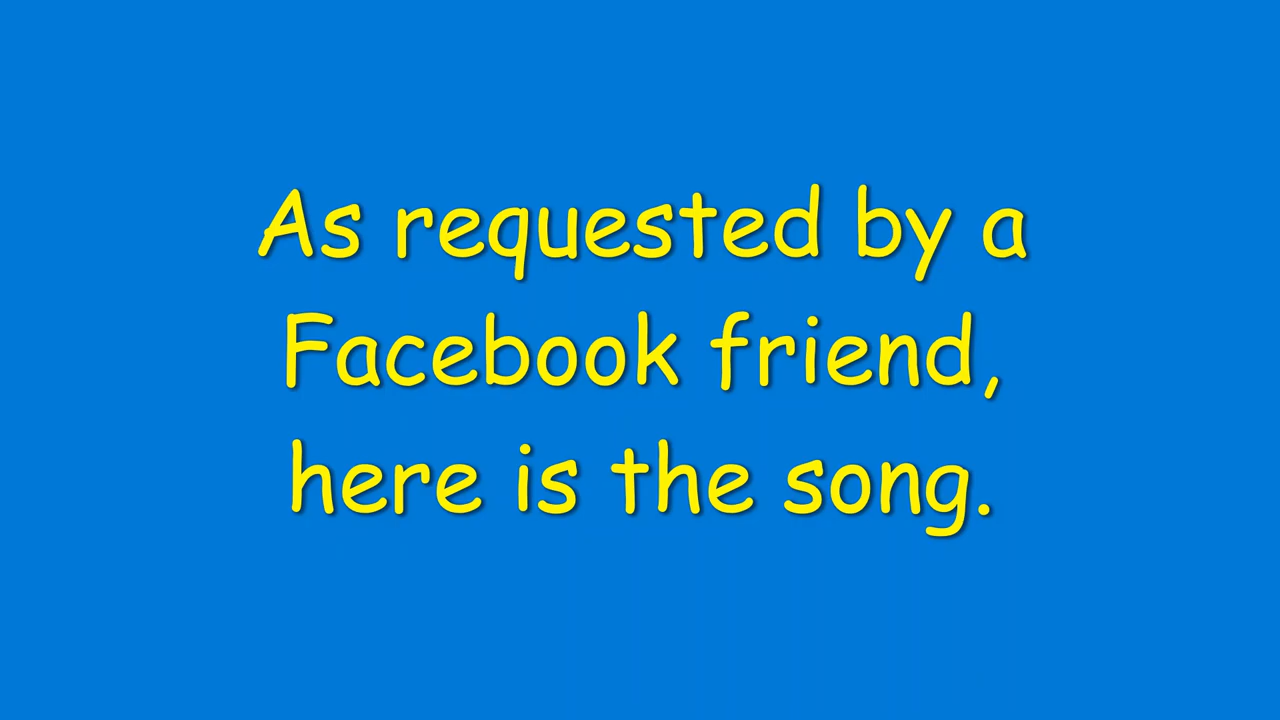 As requested by a
Facebook friend,
here is the song.